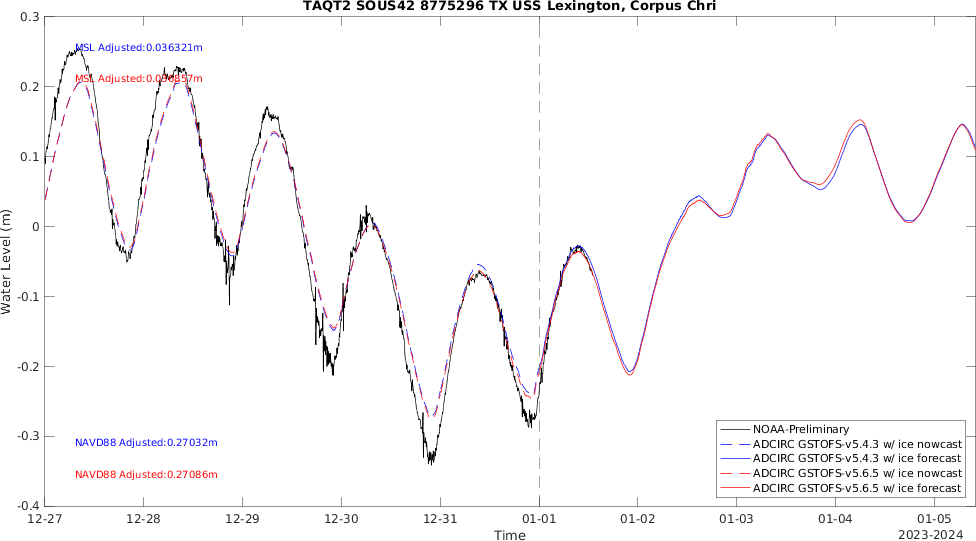 TAQT2 SOUS42 8775296 TX USS Lexington, Corpus Chri
0.3
MSL Adjusted:0.036321m
MSL Adjusted:
0.2
0.1
0
Water Level (m)
-0.1
-0.2
-0.3
NAVD88 Adjusted:0.27032m
NAVD88 Adjusted:0.27086m
-0.4
NOAA-Preliminary
ADCIRC GSTOFS-v5.4.3 w/ ice nowcast
ADCIRC GSTOFS-v5.4.3 w/ ice forecast
ADCIRC GSTOFS-v5.6.5 w/ ice nowcast
ADCIRC GSTOFS-v5.6.5 w/ ice forecast
12-27 12-28 12-29 12-30 12-31 01-01 01-02 01-03 01-04 01-05
Time
2023-2024